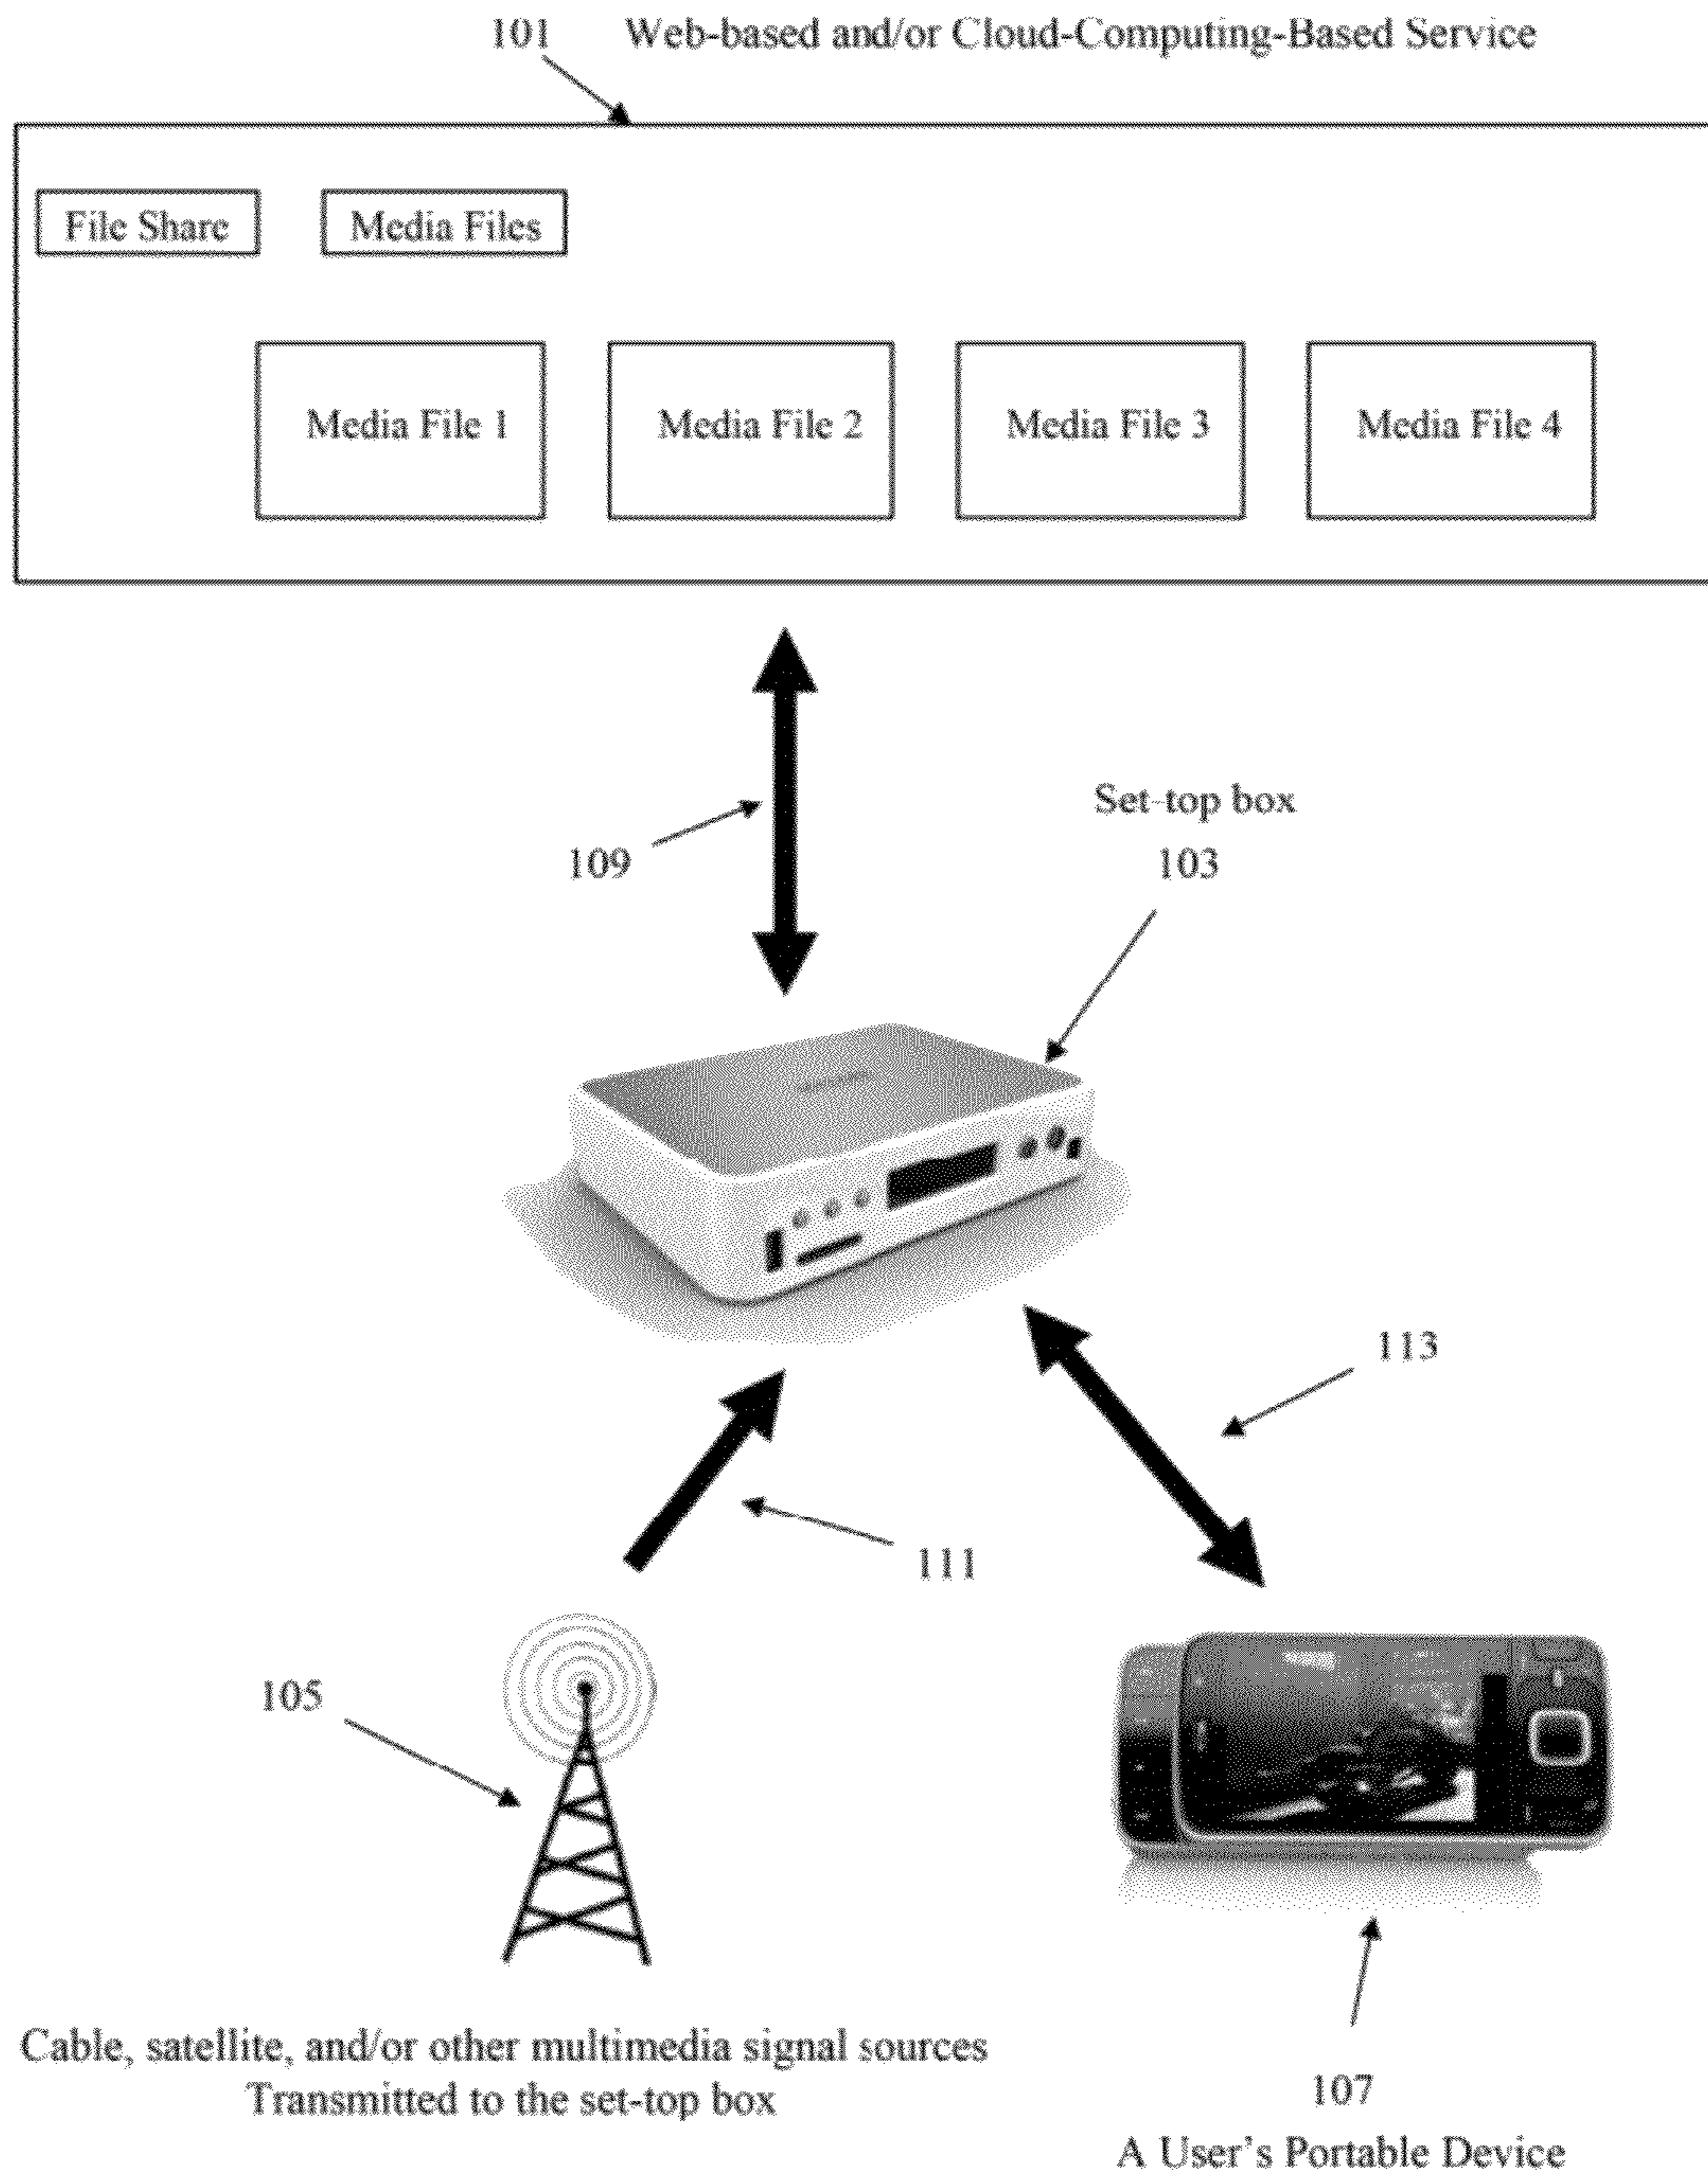 101 Web-based and/or Cloud-Computing-Based Service
File Share Media Files
Media File 1 Media File 2 Media File 3 Media File 4
Set-top box
109 103
113
111
105
Cable, satellite, and/or other multimedia signal sources
Transmitted to the set-top box
107
A User's Portable Device